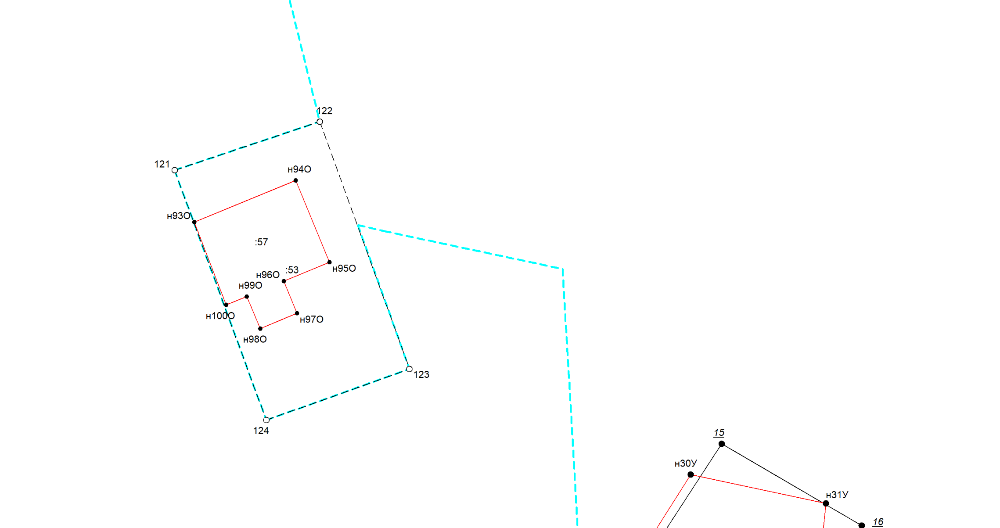 122
121
н94О
н93О
:57
н95О
:53
н96О
н99О
н100О
н97О
н98О
123
124
15
н30У
н31У
16